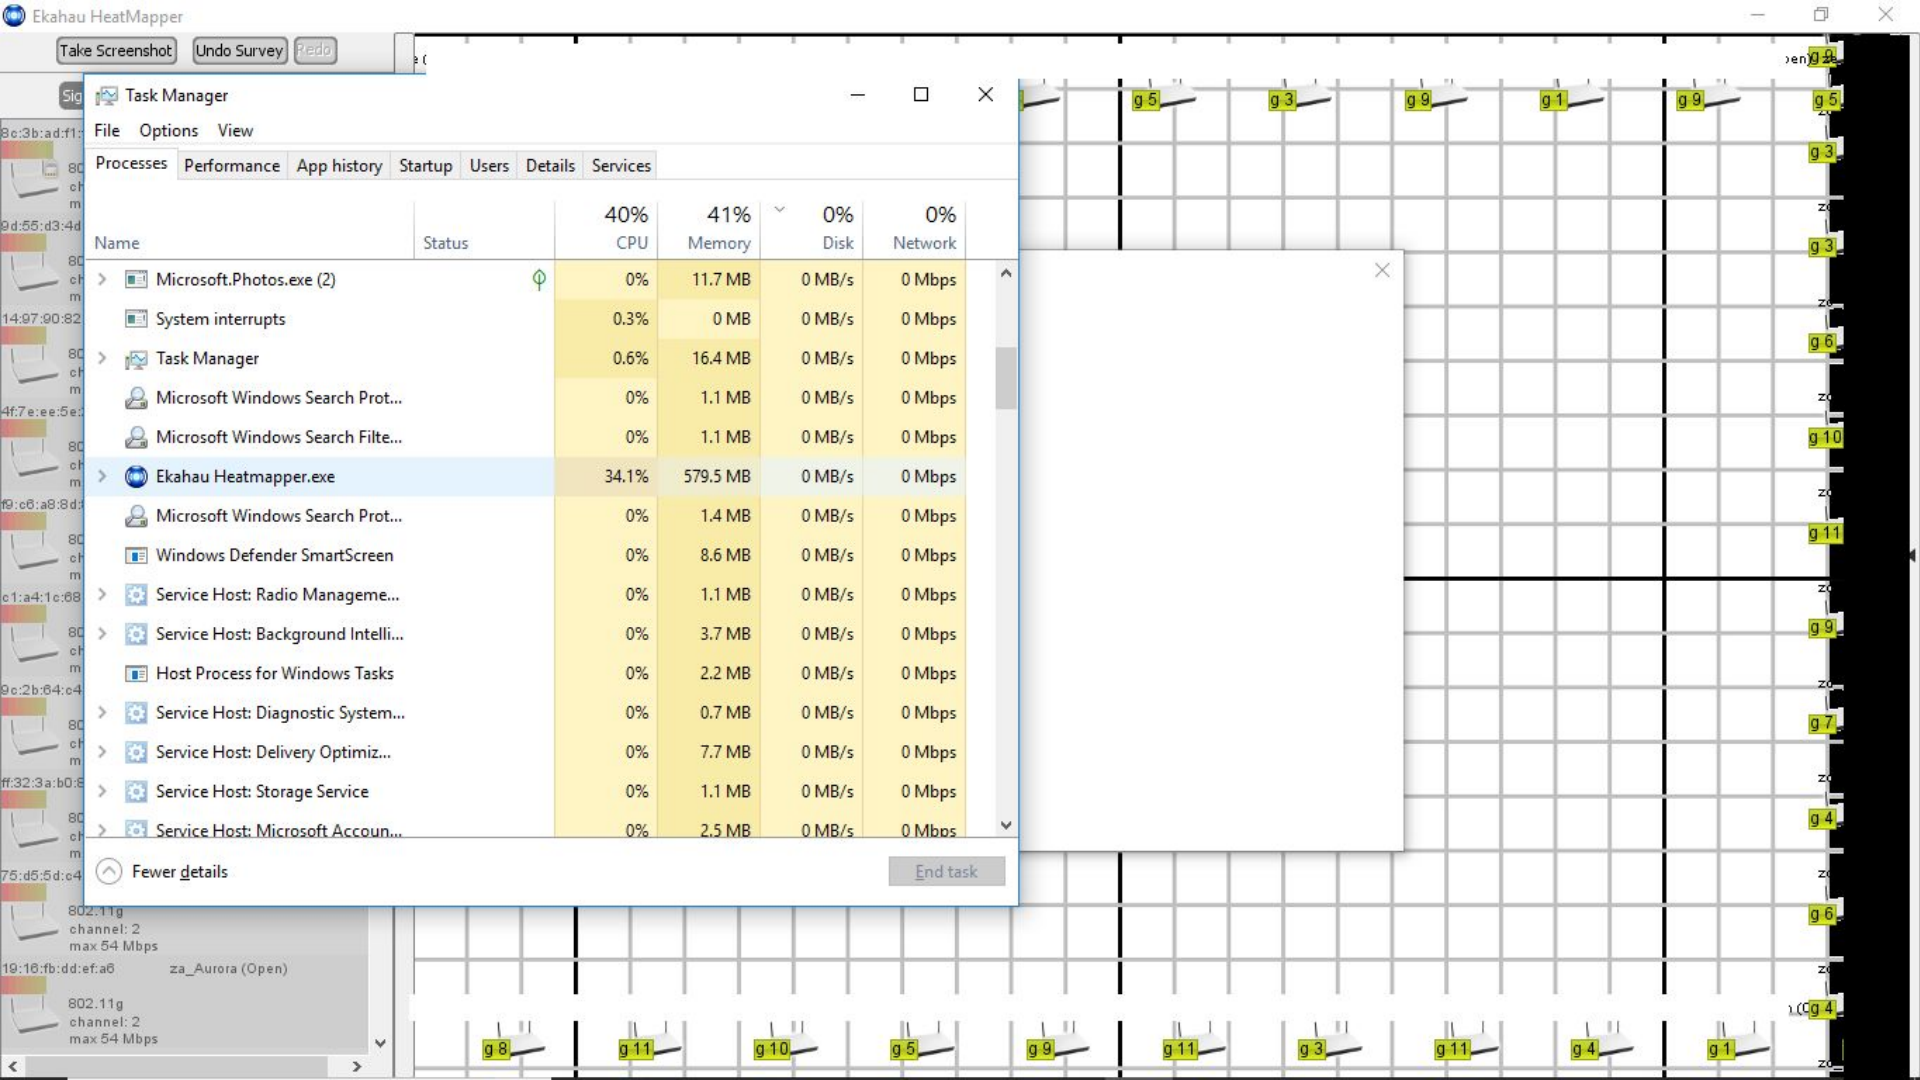 Ekahau HeatMapper
Take Screenshot Undo Survey Redo
Sig
Task Manager
File Options View
Processes Performance App history Startup Users Details Services
40% 41% 0% 0%
Name Status CPU Memory Disk Network
Microsoft.Photos.exe (2) 0% 11.7 MB 0 MB/s 0 Mbps
System interrupts 0.3% 0 MB 0 MB/s 0 Mbps
Task Manager 0.6% 16.4 MB 0 MB/s 0 Mbps
Microsoft Windows Search Prot... 0% 1.1 MB 0 MB/s 0 Mbps
Microsoft Windows Search Filte... 0% 1.1 MB 0 MB/s 0 Mbps
Ekahau Heatmapper.exe 34.1% 579.5 MB 0 MB/s 0 Mbps
Microsoft Windows Search Prot... 0% 1.4 MB 0 MB/s 0 Mbps
Windows Defender SmartScreen 0% 8.6 MB 0 MB/s 0 Mbps
Service Host: Radio Manageme... 0% 1.1 MB 0 MB/s 0 Mbps
Service Host: Background Intelli... 0% 3.7 MB 0 MB/s 0 Mbps
Host Process for Windows Tasks 0% 2.2 MB 0 MB/s 0 Mbps
Service Host: Diagnostic System... 0% 0.7 MB 0 MB/s 0 Mbps
Service Host: Delivery Optimiz... 0% 7.7 MB 0 MB/s 0 Mbps
Service Host: Storage Service 0% 1.1 MB 0 MB/s 0 Mbps
Service Host: Microsoft Accoun... 0% 2.5 MB 0 MB/s 0 Mbps
Fewer details End task
8c:3b:ad:f1:
9d:55:d3:4d
14:97:90:82
4f:7e:ee:5e:
f9:c6:a8:8d:
c1:a4:1c:68
9c:2b:64:c4
ff:32:3a:b0:8
75:d5:5d:c4
802.11g
channel: 2
max 54 Mbps
19:16:fb:dd:ef:a6 za_Aurora (Open)
802.11g
channel: 2
max 54 Mbps
g 9
g 5 g 3 g 9 g 1 g 9 g 5
g 3
g 3
g 6
g 10
g 11
g 9
g 7
g 4
g 6
g 4
g 8 g 11 g 10 g 5 g 9 g 11 g 3 g 11 g 4 g 1